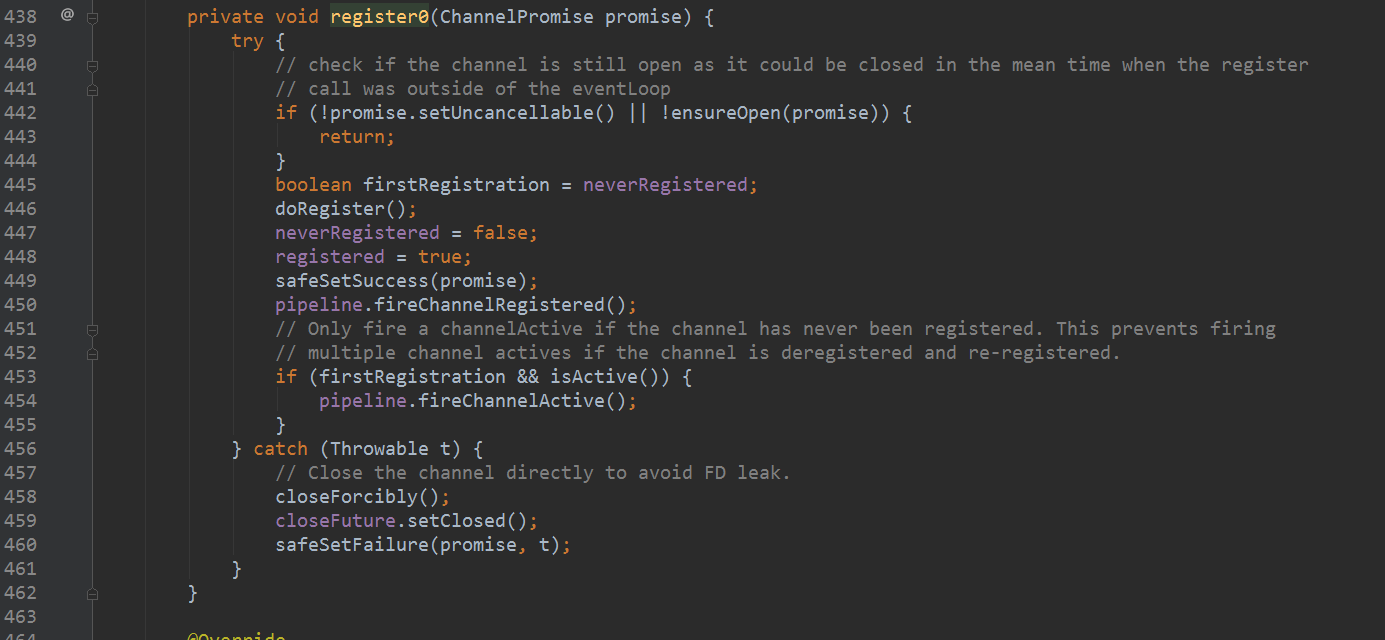 438 @ private void register0(ChannelPromise promise) {
439 try {
440 // check if the channel is still open as it could be closed in the mean time when the register
441 // call was outside of the eventLoop
442 if (!promise.setUncancellable() || !ensureOpen(promise)) {
443 return;
444 }
445 boolean firstRegistration = neverRegistered;
446 doRegister();
447 neverRegistered = false;
448 registered = true;
449 safeSetSuccess(promise);
450 pipeline.fireChannelRegistered();
451 // Only fire a channelActive if the channel has never been registered. This prevents firing
452 // multiple channel actives if the channel is deregistered and re-registered.
453 if (firstRegistration && isActive()) {
454 pipeline.fireChannelActive();
455 }
456 } catch (Throwable t) {
457 // Close the channel directly to avoid FD leak.
458 closeForcibly();
459 closeFuture.setClosed();
460 safeSetFailure(promise, t);
461 }
462 }
463
464 @Override